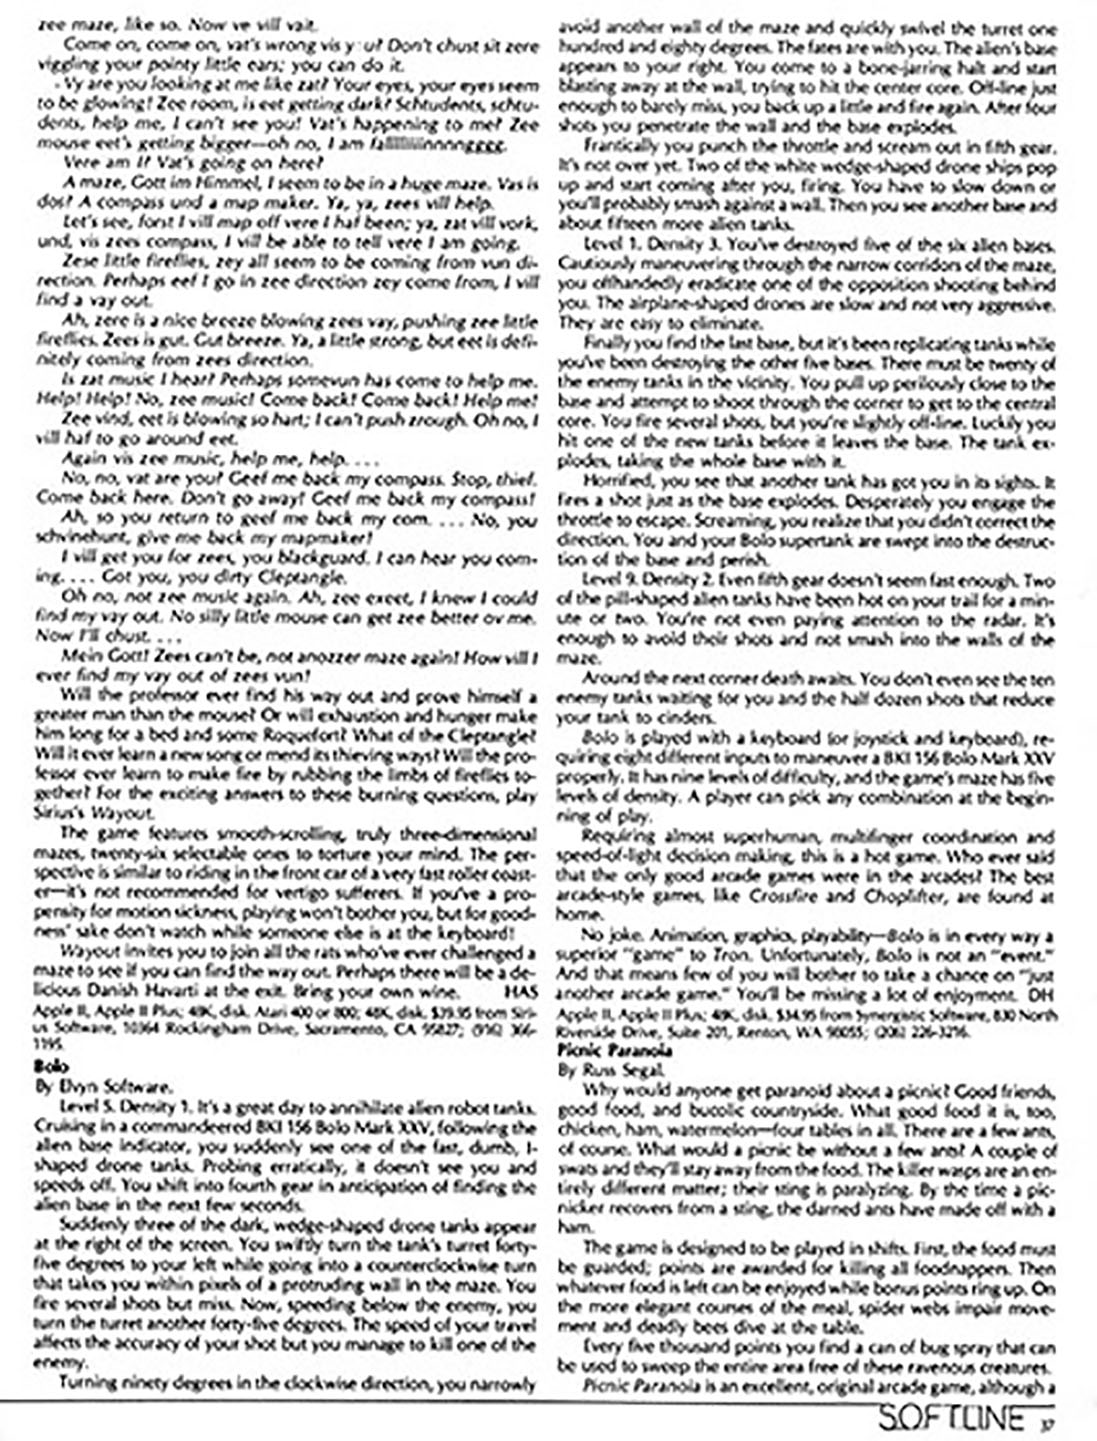 zee maze, like so. Now ve vill vait.
Come on, come on, vat's wrong vis you? Don't chust sit zere
viggling your pointy little ears; you can do it.
Vy are you looking at me like zat? Your eyes, your eyes seem
to be glowing! Zee room, is eet getting dark? Schtudents, schtu-
dents, help me, I can't see you! Vat's happening to me? Zee
mouse eet's getting bigger—oh no, I am falllllllinnnngggg.
Vere am I? Vat's going on here?
A maze, Gott im Himmel, I seem to be in a huge maze. Vas is
dos? A compass und a map maker. Ya, ya, zees vill help.
Let's see, forst I vill map off vere I haf been; ya, zat vill vork,
und, vis zees compass, I vill be able to tell vere I am going.
Zese little fireflies, zey all seem to be coming from vun di-
rection. Perhaps eef I go in zee direction zey come from, I vill
find a vay out.
Ah, zere is a nice breeze blowing zees vay, pushing zee little
fireflies. Zees is gut. Gut breeze. Ya, a little strong, but eet is defi-
nitely coming from zees direction.
Is zat music I hear? Perhaps somevun has come to help me.
Help! Help! No, zee music! Come back! Come back! Help me!
Zee vind, eet is blowing so hart; I can't push zrough. Oh no, I
vill haf to go around eet.
Again vis zee music, help me, help. . . .
No, no, vat are you? Geef me back my compass. Stop, thief.
Come back here. Don't go away! Geef me back my compass!
Ah, so you return to geef me back my com. . . . No, you
schvinehunt, give me back my mapmaker!
I vill get you for zees, you blackguard. I can hear you com-
ing. . . . Got you, you dirty Cleptangle.
Oh no, not zee music again. Ah, zee exeet, I knew I could
find my vay out. No silly little mouse can get zee better ov me.
Now I'll chust. . . .
Mein Gott! Zees can't be, not anozzer maze again! How vill I
ever find my vay out of zees vun!
Will the professor ever find his way out and prove himself a
greater man than the mouse? Or will exhaustion and hunger make
him long for a bed and some Roquefort? What of the Cleptangle?
Will it ever learn a new song or mend its thieving ways? Will the pro-
fessor ever learn to make fire by rubbing the limbs of fireflies to-
gether? For the exciting answers to these burning questions, play
Sirius's Wayout.
The game features smooth-scrolling, truly three-dimensional
mazes, twenty-six selectable ones to torture your mind. The per-
spective is similar to riding in the front car of a very fast roller coast-
er—it's not recommended for vertigo sufferers. If you've a pro-
pensity for motion sickness, playing won't bother you, but for good-
ness' sake don't watch while someone else is at the keyboard!
Wayout invites you to join all the rats who've ever challenged a
maze to see if you can find the way out. Perhaps there will be a de-
licious Danish Havarti at the exit. Bring your own wine. HAS
Apple II, Apple II Plus; 48K, disk. Atari 400 or 800; 48K, disk. $39.95 from Siri-
us Software, 10364 Rockingham Drive, Sacramento, CA 95827; (916) 366-
1195.
Bolo
By Elvyn Software.
Level 5. Density 1. It's a great day to annihilate alien robot tanks.
Cruising in a commandeered BKI 156 Bolo Mark XXV, following the
alien base indicator, you suddenly see one of the fast, dumb, I-
shaped drone tanks. Probing erratically, it doesn't see you and
speeds off. You shift into fourth gear in anticipation of finding the
alien base in the next few seconds.
Suddenly three of the dark, wedge-shaped drone tanks appear
at the right of the screen. You swiftly turn the tank's turret forty-
five degrees to your left while going into a counterclockwise turn
that takes you within pixels of a protruding wall in the maze. You
fire several shots but miss. Now, speeding below the enemy, you
turn the turret another forty-five degrees. The speed of your travel
affects the accuracy of your shot but you manage to kill one of the
enemy.
Turning ninety degrees in the clockwise direction, you narrowly
avoid another wall of the maze and quickly swivel the turret one
hundred and eighty degrees. The fates are with you. The alien's base
appears to your right. You come to a bone-jarring halt and start
blasting away at the wall, trying to hit the center core. Off-line just
enough to barely miss, you back up a little and fire again. After four
shots you penetrate the wall and the base explodes.
Frantically you punch the throttle and scream out in fifth gear.
It's not over yet. Two of the white wedge-shaped drone ships pop
up and start coming after you, firing. You have to slow down or
you'll probably smash against a wall. Then you see another base and
about fifteen more alien tanks.
Level 1. Density 3. You've destroyed five of the six alien bases.
Cautiously maneuvering through the narrow corridors of the maze,
you offhandedly eradicate one of the opposition shooting behind
you. The airplane-shaped drones are slow and not very aggressive.
They are easy to eliminate.
Finally you find the last base, but it's been replicating tanks while
you've been destroying the other five bases. There must be twenty of
the enemy tanks in the vicinity. You pull up perilously close to the
base and attempt to shoot through the corner to get to the central
core. You fire several shots, but you're slightly off-line. Luckily you
hit one of the new tanks before it leaves the base. The tank ex-
plodes, taking the whole base with it.
Horrified, you see that another tank has got you in its sights. It
fires a shot just as the base explodes. Desperately you engage the
throttle to escape. Screaming, you realize that you didn't correct the
direction. You and your Bolo supertank are swept into the destruc-
tion of the base and perish.
Level 9. Density 2. Even fifth gear doesn't seem fast enough. Two
of the pill-shaped alien tanks have been hot on your trail for a min-
ute or two. You're not even paying attention to the radar. It's
enough to avoid their shots and not smash into the walls of the
maze.
Around the next corner death awaits. You don't even see the ten
enemy tanks waiting for you and the half dozen shots that reduce
your tank to cinders.
Bolo is played with a keyboard (or joystick and keyboard), re-
quiring eight different inputs to maneuver a BKI 156 Bolo Mark XXV
properly. It has nine levels of difficulty, and the game's maze has five
levels of density. A player can pick any combination at the begin-
ning of play.
Requiring almost superhuman, multifinger coordination and
speed-of-light decision making, this is a hot game. Who ever said
that the only good arcade games were in the arcades? The best
arcade-style games, like Crossfire and Choplifter, are found at
home.
No joke. Animation, graphics, playability—Bolo is in every way a
superior "game" to Tron. Unfortunately, Bolo is not an "event."
And that means few of you will bother to take a chance on "just
another arcade game." You'll be missing a lot of enjoyment. DH
Apple II, Apple II Plus; 48K, disk. $34.95 from Synergistic Software, 830 North
Riverside Drive, Suite 201, Renton, WA 98055; (206) 226-3216.
Picnic Paranoia
By Russ Segal.
Why would anyone get paranoid about a picnic? Good friends,
good food, and bucolic countryside. What good food it is, too,
chicken, ham, watermelon—four tables in all. There are a few ants,
of course. What would a picnic be without a few ants? A couple of
swats and they'll stay away from the food. The killer wasps are an en-
tirely different matter; their sting is paralyzing. By the time a pic-
nicker recovers from a sting, the darned ants have made off with a
ham.
The game is designed to be played in shifts. First, the food must
be guarded; points are awarded for killing all foodnappers. Then
whatever food is left can be enjoyed while bonus points ring up. On
the more elegant courses of the meal, spider webs impair move-
ment and deadly bees dive at the table.
Every five thousand points you find a can of bug spray that can
be used to sweep the entire area free of these ravenous creatures.
Picnic Paranoia is an excellent, original arcade game, although a
SOFTLINE 37